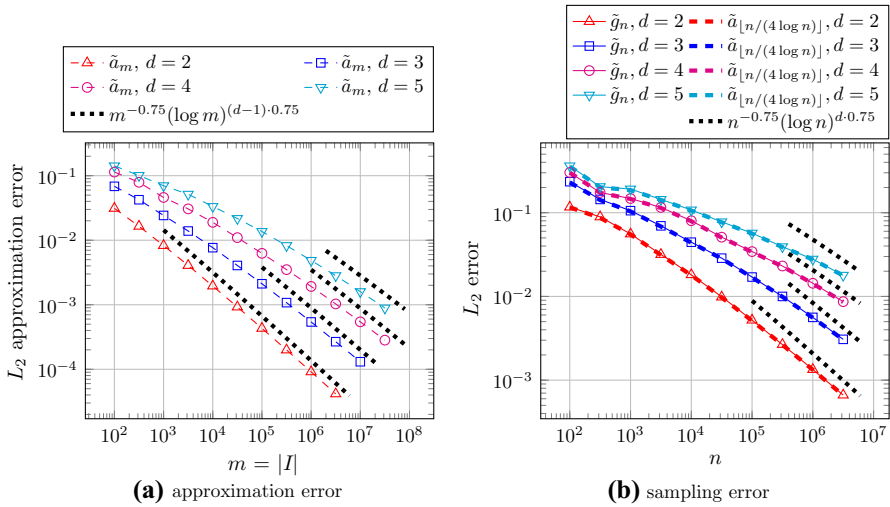 ã_m, d = 2   ã_m, d = 3
ã_m, d = 4   ã_m, d = 5
m^{-0.75}(log m)^{(d-1)·0.75}
L_2 approximation error
10^{-1}
10^{-2}
10^{-3}
10^{-4}
10^2 10^3 10^4 10^5 10^6 10^7 10^8
m = |I|
(a) approximation error
g̃_n, d = 2   ã_{⌊n/(4 log n)⌋}, d = 2
g̃_n, d = 3   ã_{⌊n/(4 log n)⌋}, d = 3
g̃_n, d = 4   ã_{⌊n/(4 log n)⌋}, d = 4
g̃_n, d = 5   ã_{⌊n/(4 log n)⌋}, d = 5
n^{-0.75}(log n)^{d·0.75}
L_2 error
10^{-1}
10^{-2}
10^{-3}
10^2 10^3 10^4 10^5 10^6 10^7
n
(b) sampling error